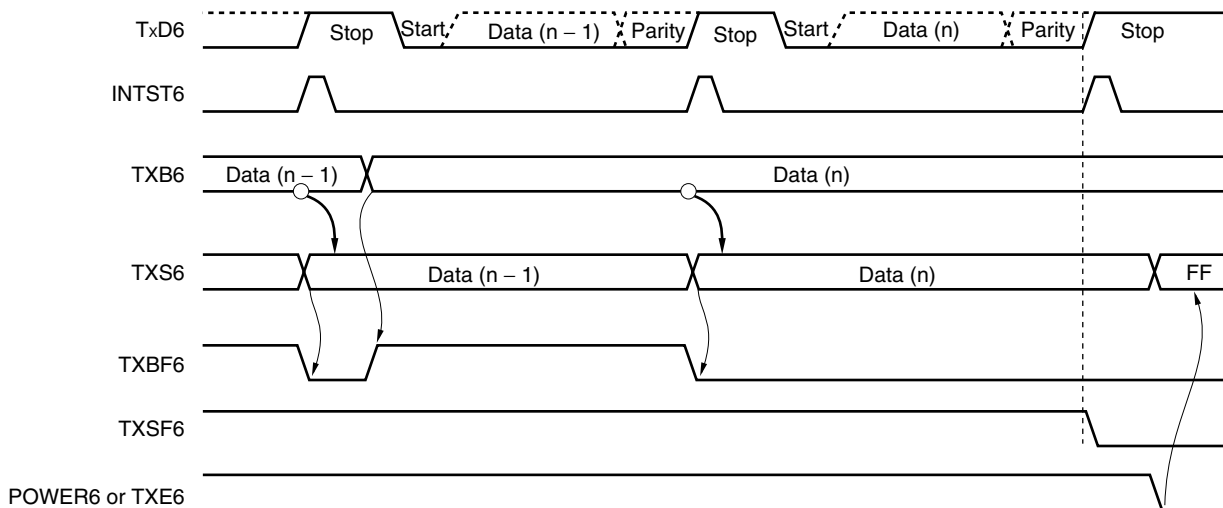 TxD6 Stop Start Data (n – 1) Parity Stop Start Data (n) Parity Stop
INTST6
TXB6 Data (n – 1) Data (n)
TXS6 Data (n – 1) Data (n) FF
TXBF6
TXSF6
POWER6 or TXE6